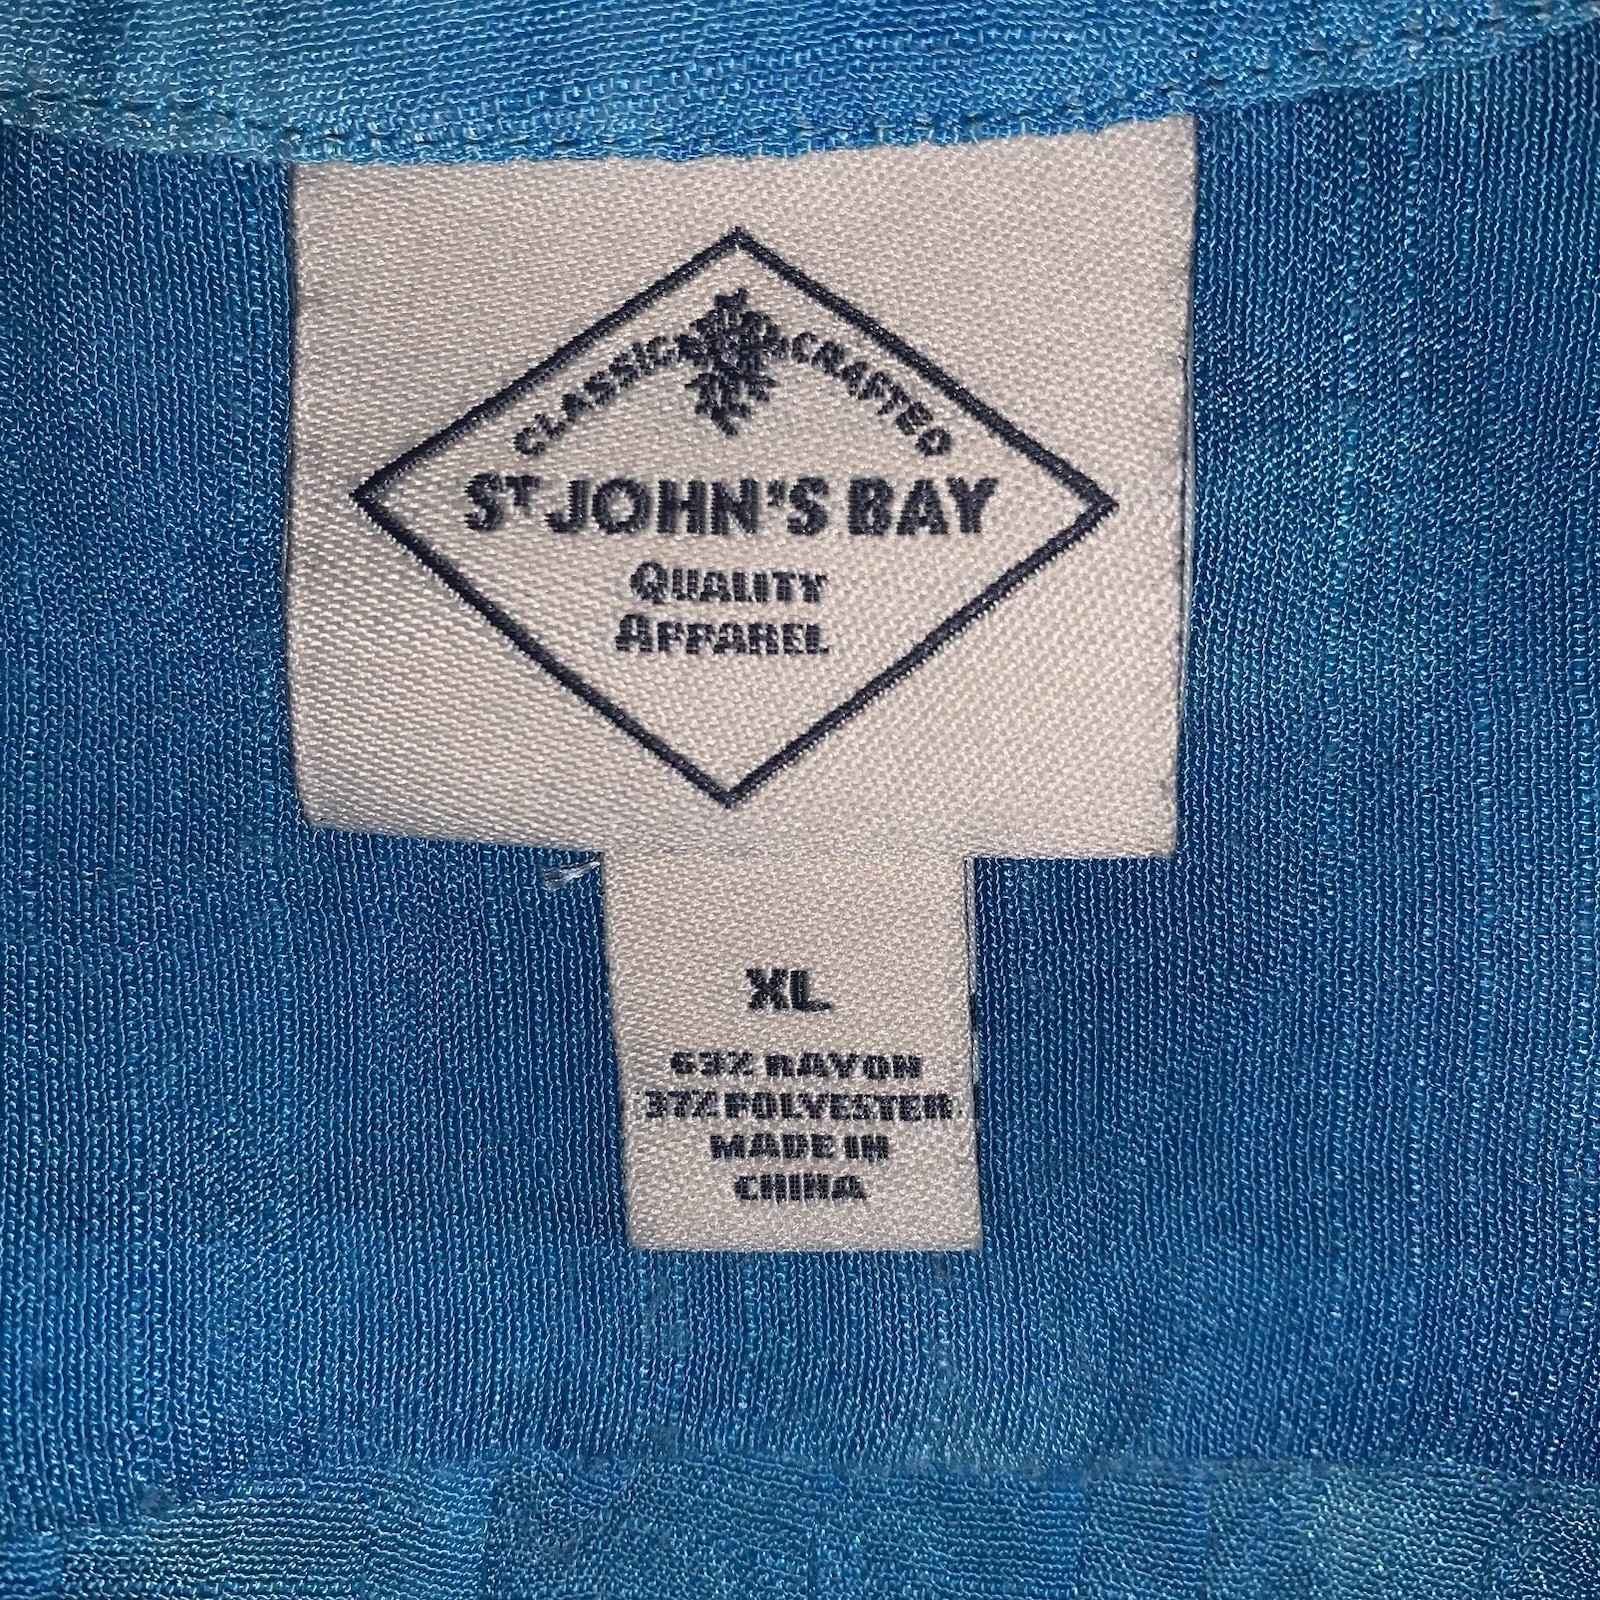 CLASSIC CRAFTED
ST JOHN'S BAY
QUALITY
APPAREL
XL
63% RAYON
37% POLYESTER
MADE IN
CHINA